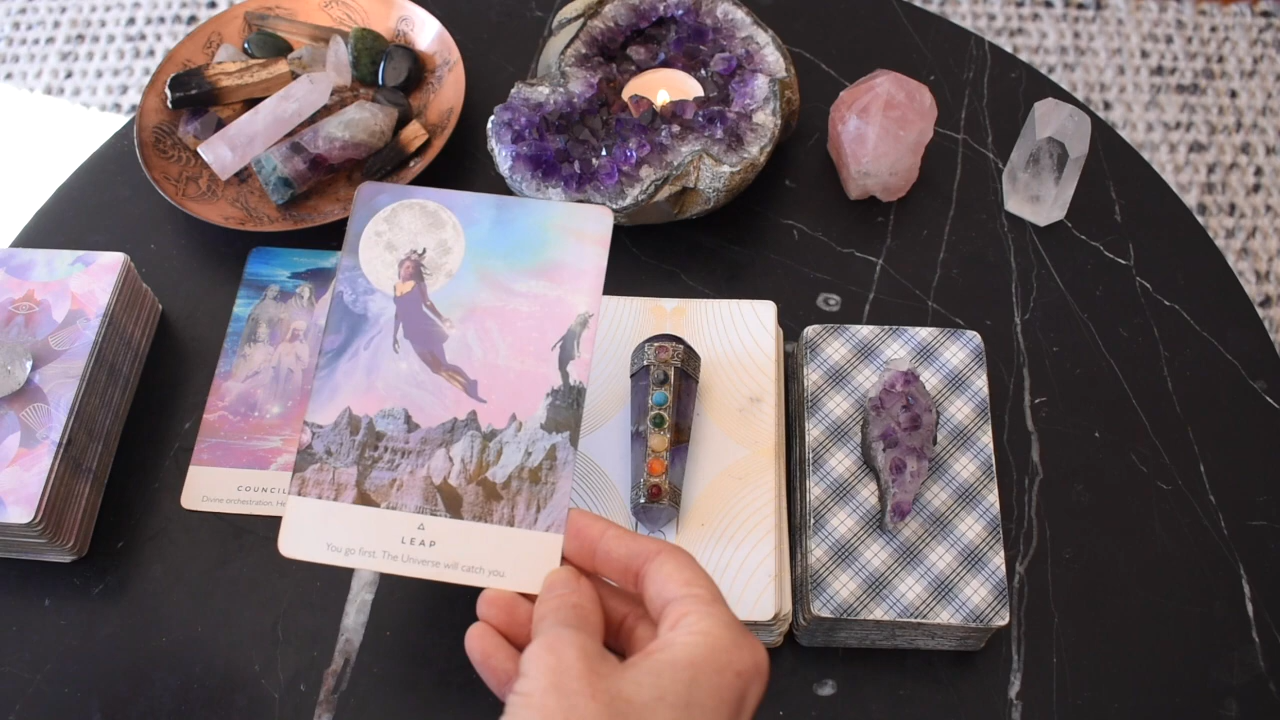 COUNCIL
Divine orchestration.
LEAP
You go first. The Universe will catch you.